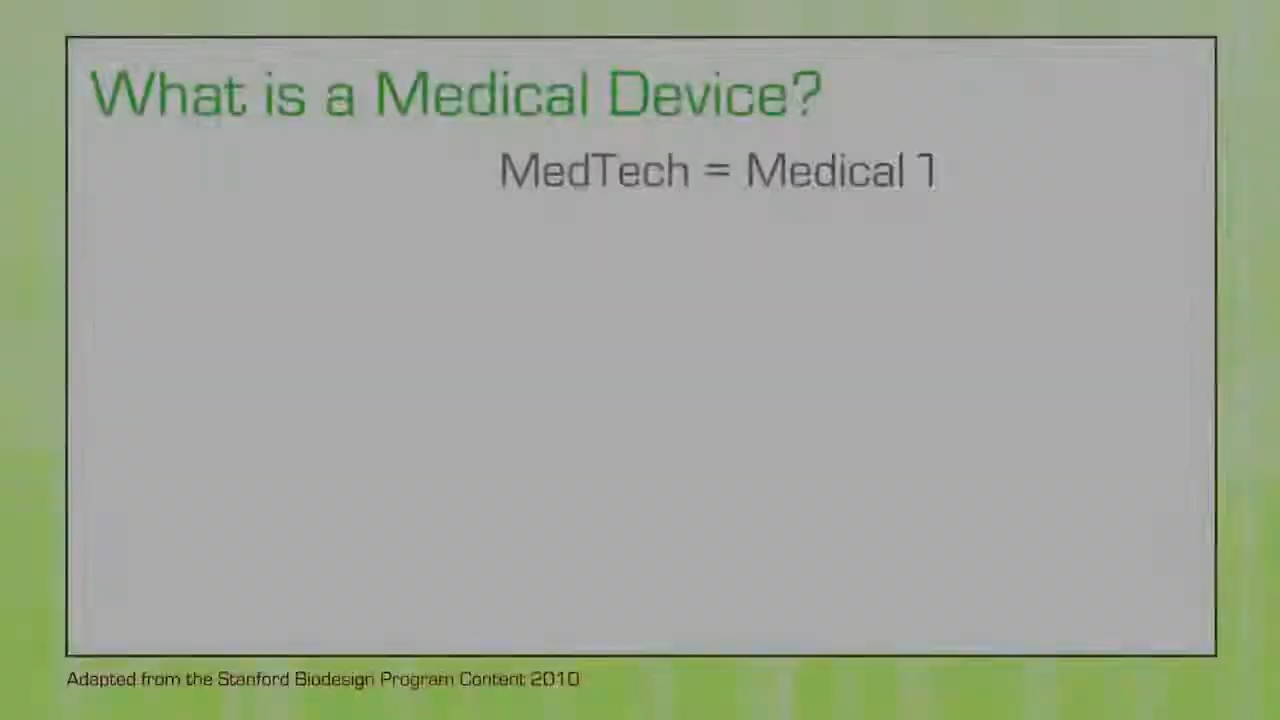 What is a Medical Device?
MedTech = Medical
Adapted from the Stanford Biodesign Program Content 2010